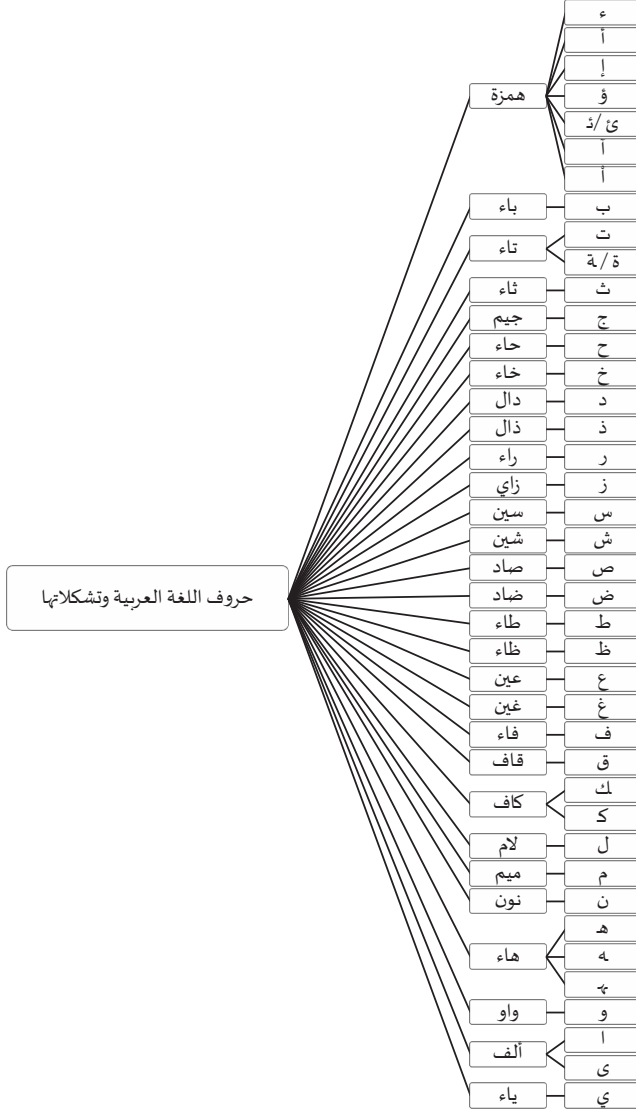 حروف اللغة العربية وتشكلاتها
همزة
ء
أ
إ
ؤ
ئ / ئـ
آ
أ
باء
ب
تاء
ت
ة / ـة
ثاء
ث
جيم
ج
حاء
ح
خاء
خ
دال
د
ذال
ذ
راء
ر
زاي
ز
سين
س
شين
ش
صاد
ص
ضاد
ض
طاء
ط
ظاء
ظ
عين
ع
غين
غ
فاء
ف
قاف
ق
كاف
ك
كـ
لام
ل
ميم
م
نون
ن
هاء
هـ
ـه
ـهـ
واو
و
ألف
ا
ى
ياء
ي